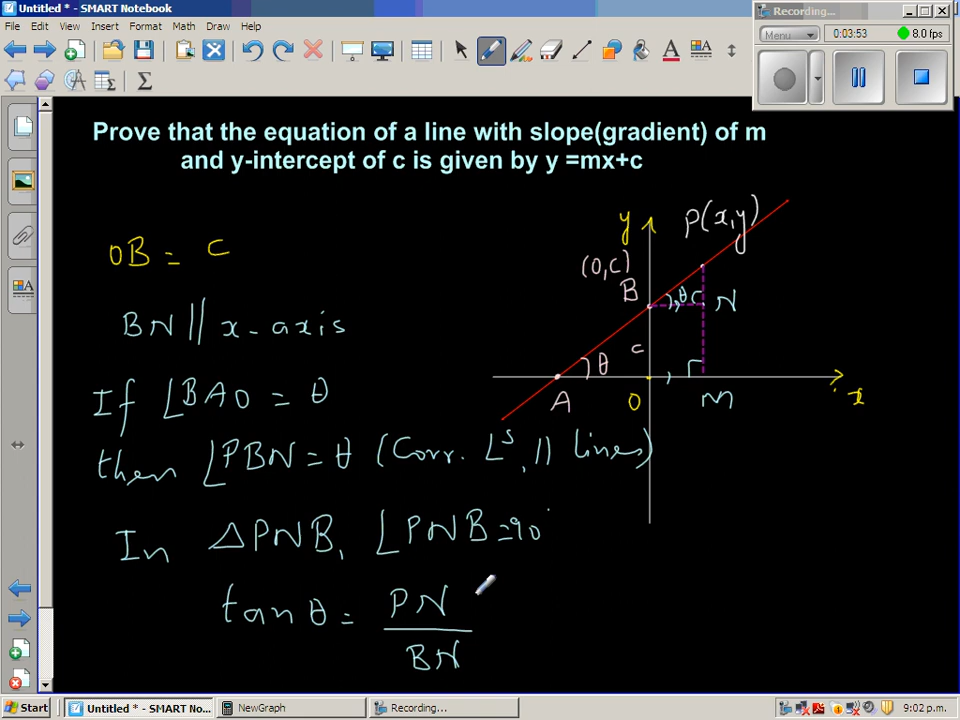 Untitled * - SMART Notebook
File Edit View Insert Format Math Draw Help
Recording...
Menu
0:03:53
8.0 fps
Prove that the equation of a line with slope(gradient) of m
and y-intercept of c is given by y =mx+c
OB = c
BN // x - axis
If ∠BAO = θ
then ∠PBN = θ (Corr. ∠s, // lines)
In △PNB, ∠PNB = 90°
tan θ = PN
BN
y
P(x,y)
(0,c)
B
θ
N
c
θ
A
O
M
x
Start
Untitled * - SMART No...
NewGraph
Recording...
9:02 p.m.